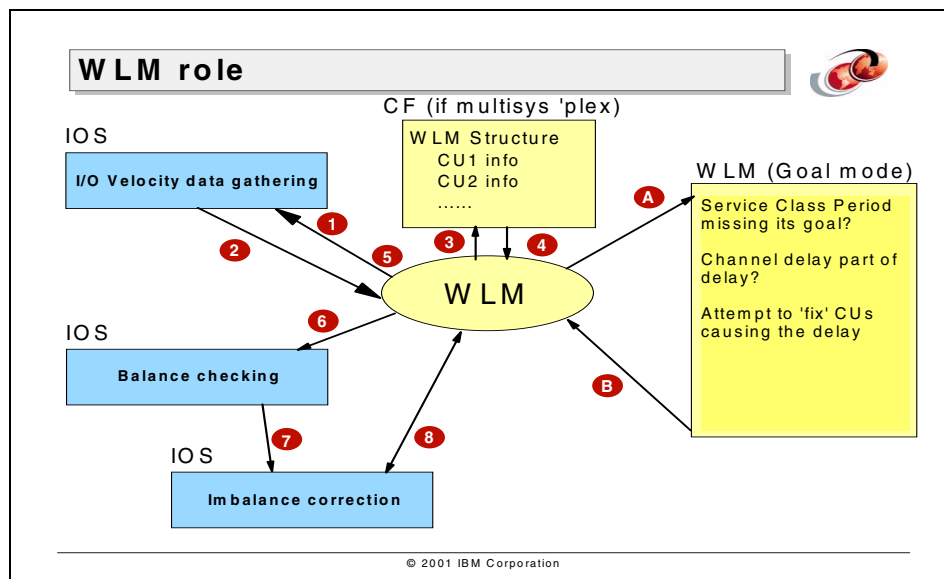 WLM role
CF (if multisys 'plex)
WLM Structure
CU1 info
CU2 info
......
IOS
I/O Velocity data gathering
WLM (Goal mode)
Service Class Period
missing its goal?
Channel delay part of
delay?
Attempt to 'fix' CUs
causing the delay
A
1
2
3
4
5
WLM
6
IOS
Balance checking
B
7
8
IOS
Imbalance correction
© 2001 IBM Corporation